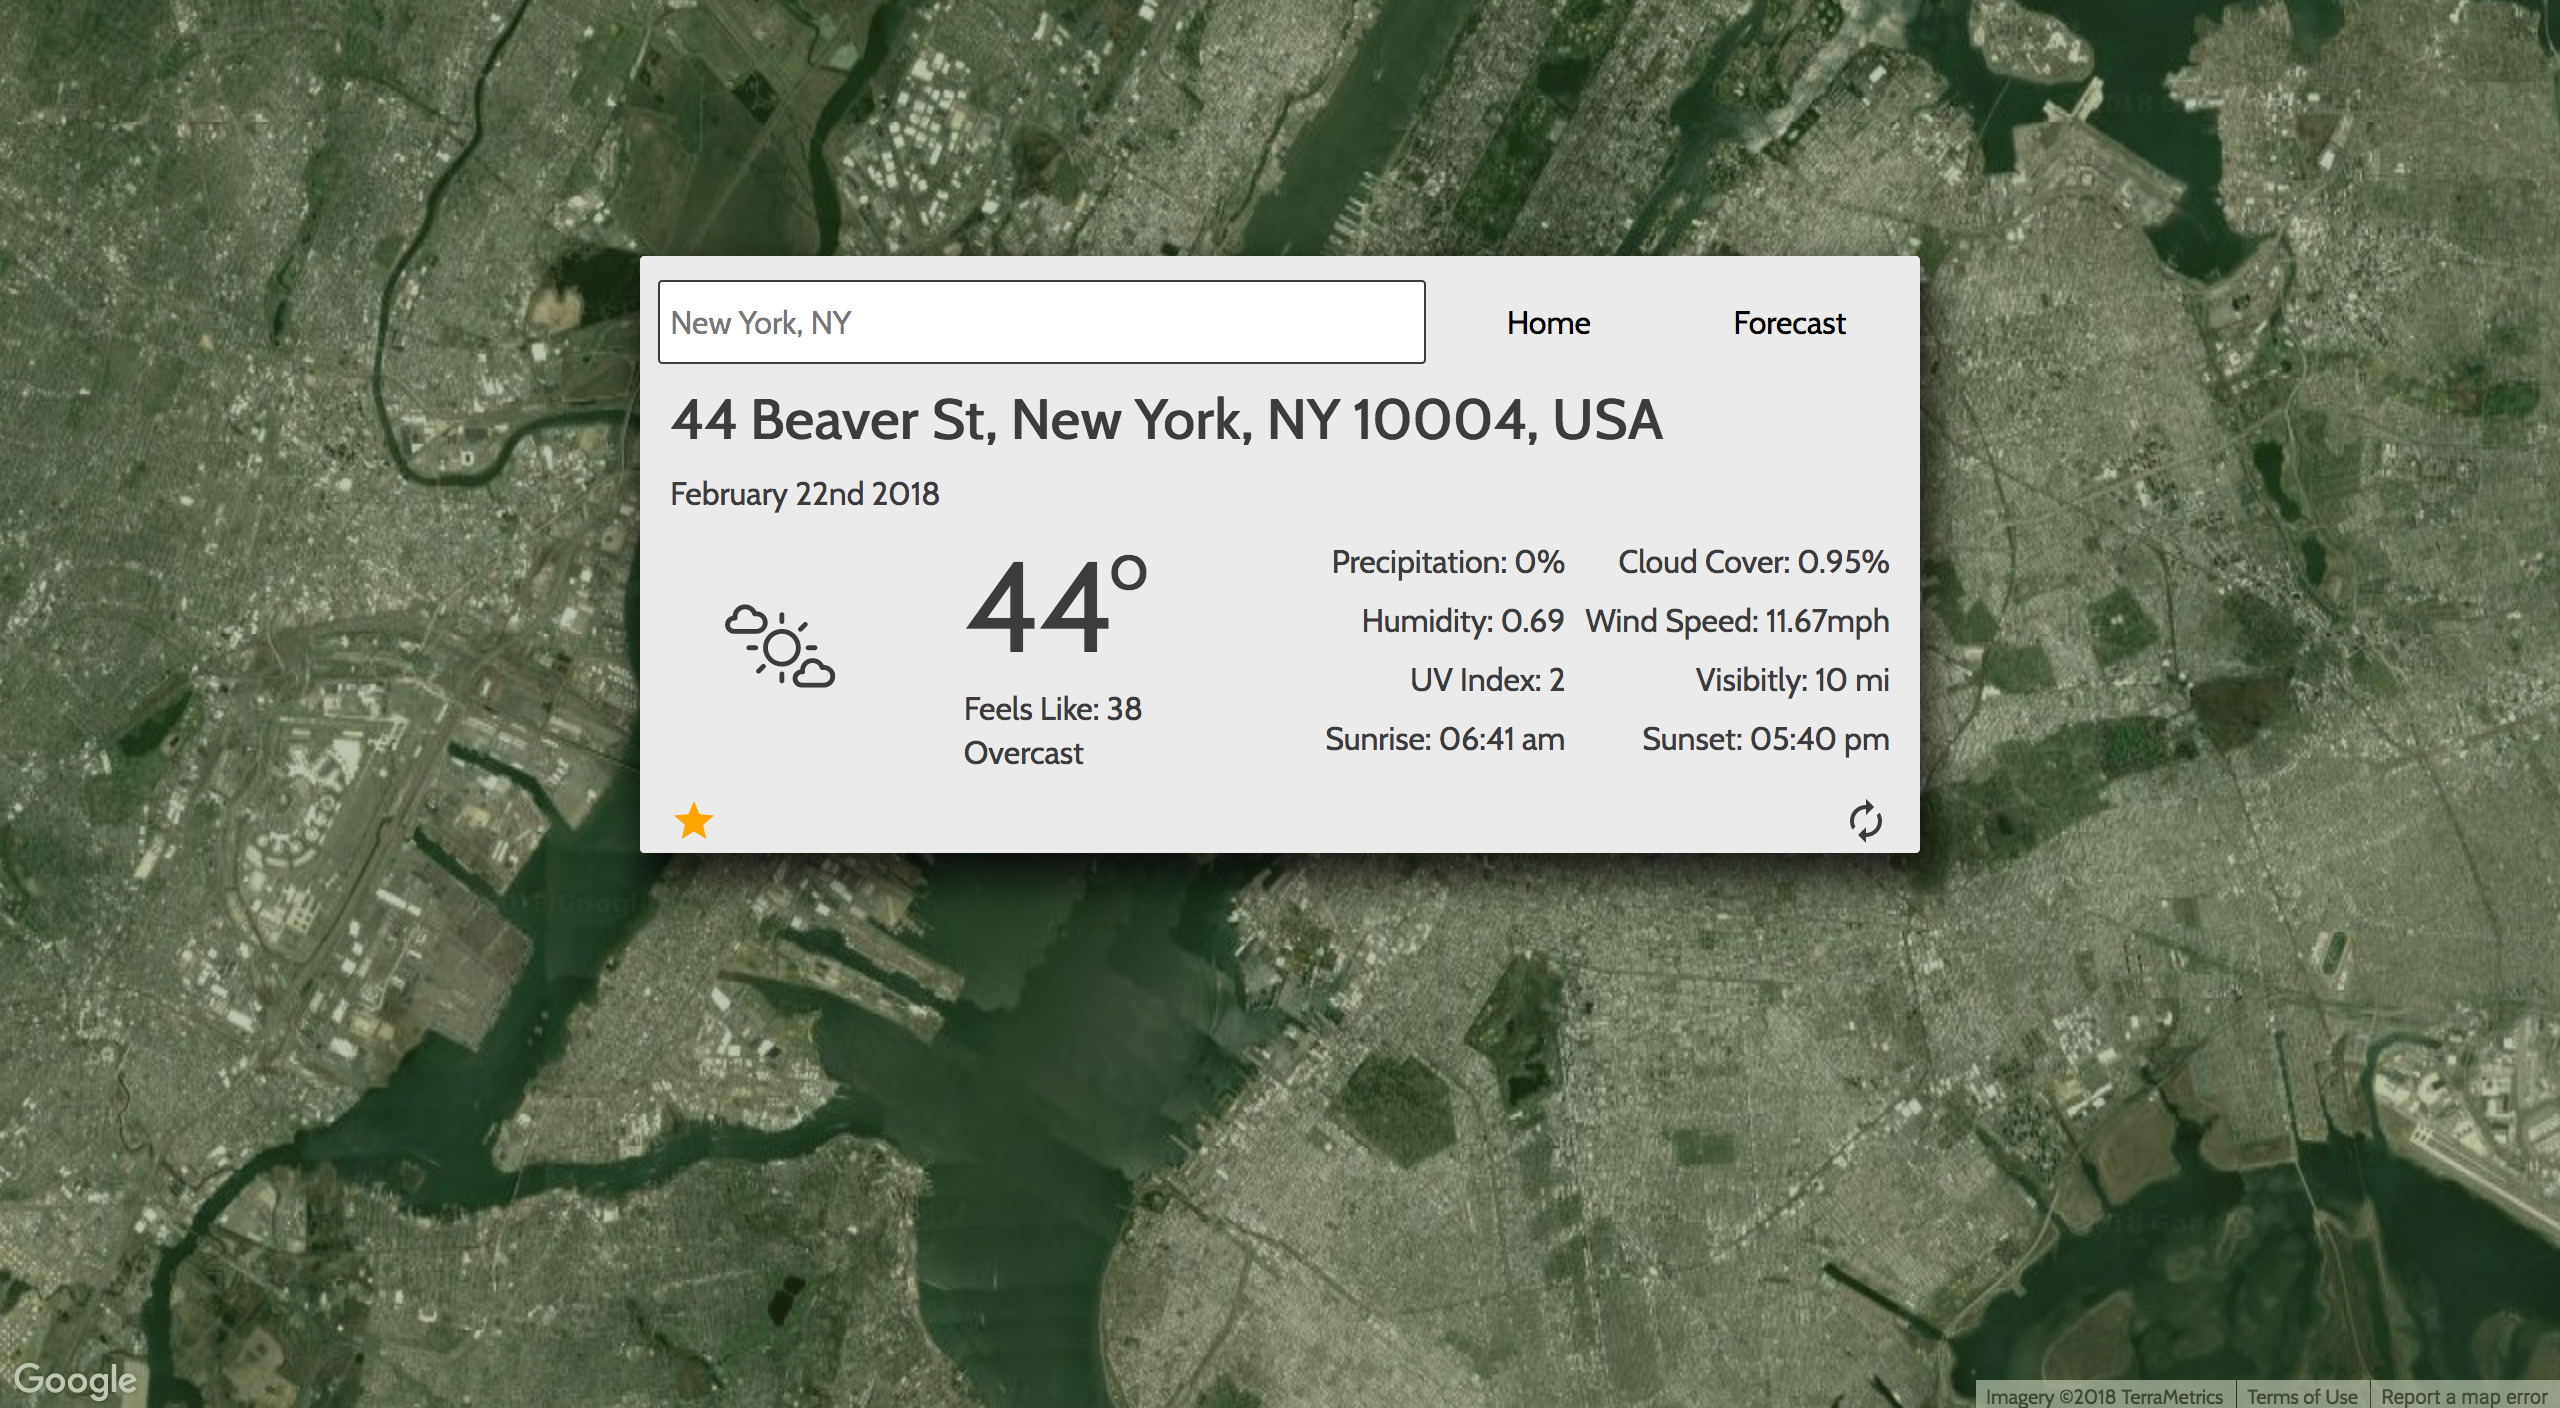 New York, NY
Home
Forecast
44 Beaver St, New York, NY 10004, USA
February 22nd 2018
44°
Feels Like: 38
Overcast
Precipitation: 0%
Cloud Cover: 0.95%
Humidity: 0.69
Wind Speed: 11.67mph
UV Index: 2
Visibitly: 10 mi
Sunrise: 06:41 am
Sunset: 05:40 pm
Google
Imagery ©2018 TerraMetrics
Terms of Use
Report a map error